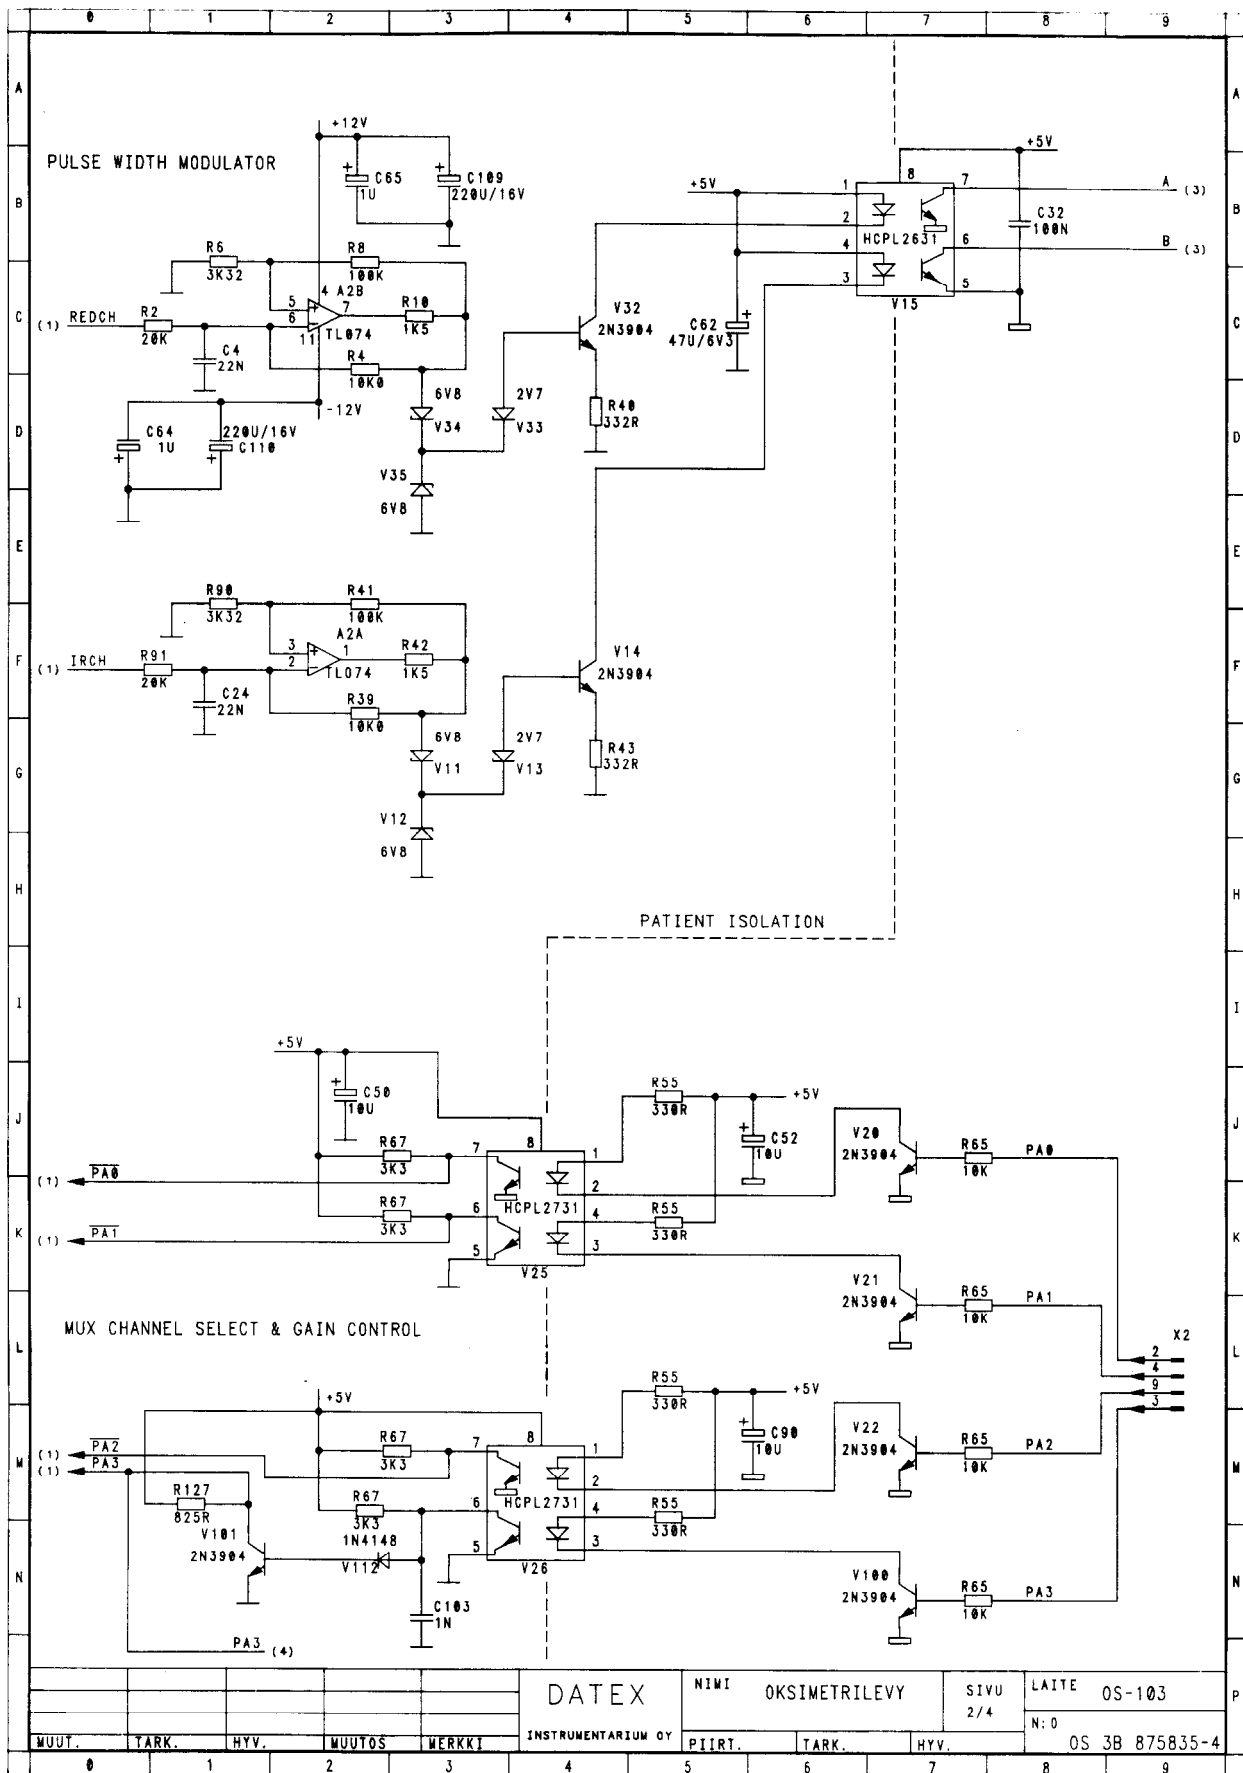 0 1 2 3 4 5 6 7 8 9
A A
+12V
PULSE WIDTH MODULATOR
+ C65 1U
+ C109 220U/16V
+5V
+5V
8
1 7 A (3)
B B
2
HCPL2631
C32 100N
4 6 B (3)
3 5
V15
R6 3K32
R8 100K
4 A2B
5 + 7
6 -
11 TL074
R10 1K5
V32 2N3904
C62 47U/6V3 +
C C
(1) REDCH R2 20K
C4 22N
R4 10K0
-12V
6V8 V34
2V7 V33
R40 332R
D D
C64 1U +
220U/16V C110 +
V35 6V8
E E
R90 3K32
R41 100K
A2A
3 + 1
2 -
TL074
R42 1K5
V14 2N3904
F (1) IRCH R91 20K F
C24 22N
R39 10K0
6V8 V11
2V7 V13
R43 332R
G G
V12 6V8
H H
PATIENT ISOLATION
I I
+5V
+ C50 10U
R55 330R
+5V
+ C52 10U
J J
R67 3K3
7 8 1
2
V20 2N3904
R65 10K
PA0
(1) PA0
HCPL2731
R67 3K3
6 4
R55 330R
K (1) PA1 K
5 3
V25
V21 2N3904
R65 10K
PA1
MUX CHANNEL SELECT & GAIN CONTROL
L L
X2
2
4
9
3
+5V
R55 330R
+5V
+ C90 10U
M M
(1) PA2
(1) PA3
R67 3K3
7 8 1
2
V22 2N3904
R65 10K
PA2
R127 825R
R67 3K3
6 4
HCPL2731
R55 330R
5 3
V26
V101 2N3904
1N4148 V112
N N
C103 1N
V100 2N3904
R65 10K
PA3
PA3 (4)
DATEX
INSTRUMENTARIUM OY
NIMI OKSIMETRILEVY
SIVU 2/4
LAITE OS-103
P
N:O
OS 3B 875835-4
MUUT. TARK. HYV. MUUTOS MERKKI PIIRT. TARK. HYV.
0 1 2 3 4 5 6 7 8 9